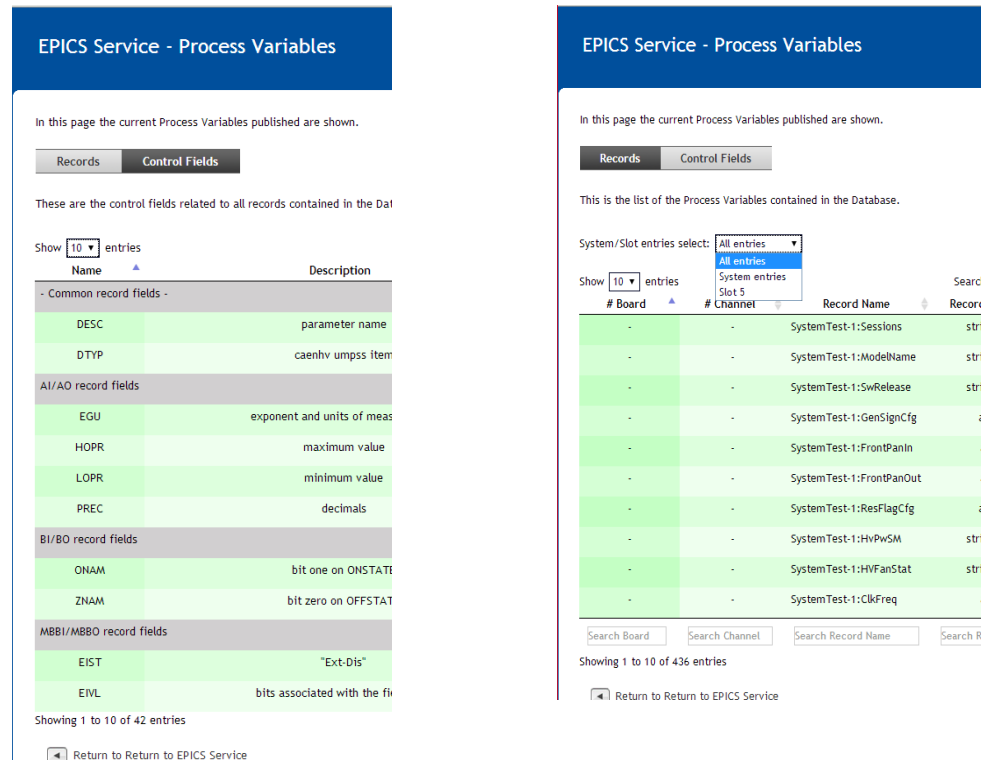 EPICS Service - Process Variables
In this page the current Process Variables published are shown.
Records Control Fields
These are the control fields related to all records contained in the Dat
Show 10 entries
Name Description
- Common record fields -
DESC parameter name
DTYP caenhv umpss item
AI/AO record fields
EGU exponent and units of meas
HOPR maximum value
LOPR minimum value
PREC decimals
BI/BO record fields
ONAM bit one on ONSTATE
ZNAM bit zero on OFFSTAT
MBBI/MBBO record fields
EIST "Ext-Dis"
EIVL bits associated with the fie
Showing 1 to 10 of 42 entries
Return to Return to EPICS Service
EPICS Service - Process Variables
In this page the current Process Variables published are shown.
Records Control Fields
This is the list of the Process Variables contained in the Database.
System/Slot entries select: All entries
All entries
System entries
Slot 5
Show 10 entries Search
# Board # Channel Record Name Record
- - SystemTest-1:Sessions stri
- - SystemTest-1:ModelName stri
- - SystemTest-1:SwRelease stri
- - SystemTest-1:GenSignCfg a
- - SystemTest-1:FrontPanIn
- - SystemTest-1:FrontPanOut
- - SystemTest-1:ResFlagCfg a
- - SystemTest-1:HvPwSM stri
- - SystemTest-1:HVFanStat stri
- - SystemTest-1:ClkFreq
Search Board Search Channel Search Record Name Search R
Showing 1 to 10 of 436 entries
Return to Return to EPICS Service